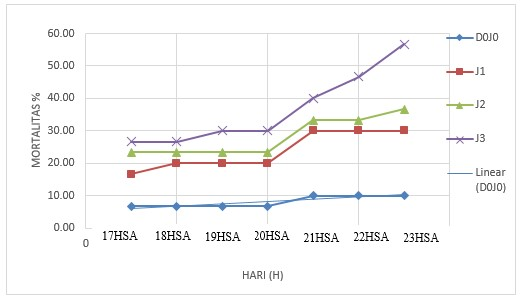 60.00
50.00
40.00
30.00
20.00
10.00
0.00
MORTALITAS %
0
17HSA 18HSA 19HSA 20HSA 21HSA 22HSA 23HSA
HARI (H)
D0J0
J1
J2
J3
Linear
(D0J0)